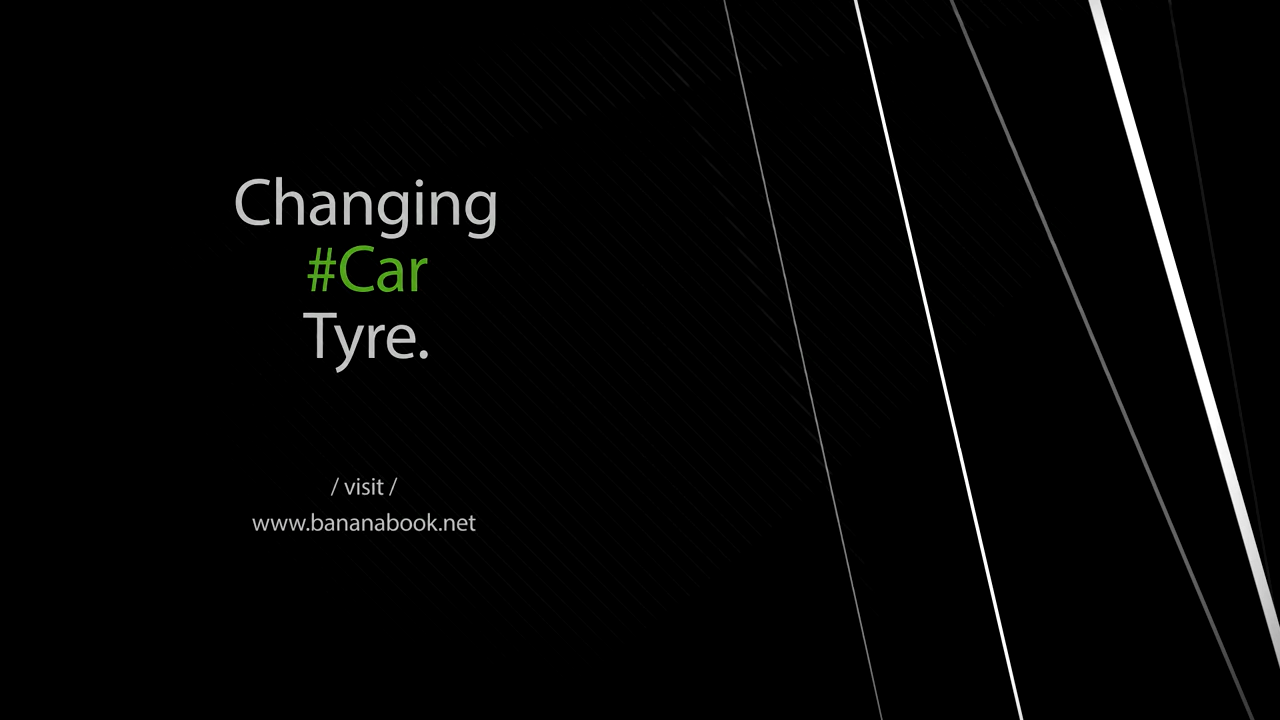 Changing
#Car
Tyre.
/ visit /
www.bananabook.net